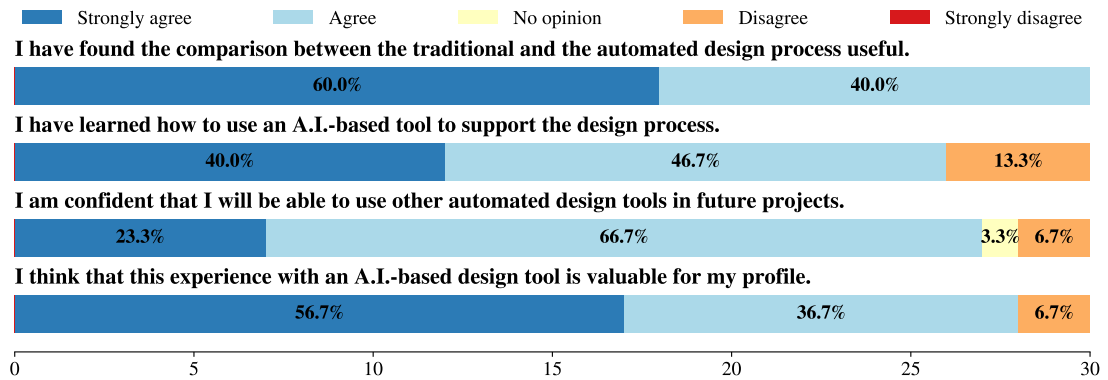 Strongly agree Agree No opinion Disagree Strongly disagree
I have found the comparison between the traditional and the automated design process useful.
60.0% 40.0%
I have learned how to use an A.I.-based tool to support the design process.
40.0% 46.7% 13.3%
I am confident that I will be able to use other automated design tools in future projects.
23.3% 66.7% 3.3% 6.7%
I think that this experience with an A.I.-based design tool is valuable for my profile.
56.7% 36.7% 6.7%
0 5 10 15 20 25 30